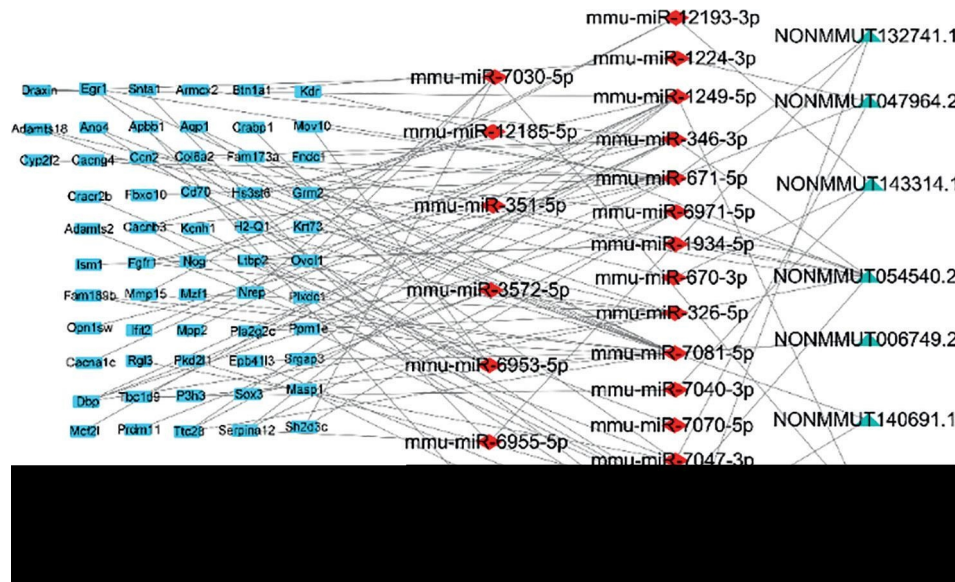 mmu-miR-12193-3p
NONMMUT132741.1
mmu-miR-1224-3p
mmu-miR-7030-5p
Draxin Egr1 Snta1 Armcx2 Btn1a1 Kdr
mmu-miR-1249-5p
NONMMUT047964.2
Adamts18 Ano4 Apbb1 Aqp1 Crabp1 Mov10
mmu-miR-12185-5p
mmu-miR-346-3p
Cyp2f2 Cacng4 Ccn2 Col6a2 Fam173a Fndc1
mmu-miR-671-5p
NONMMUT143314.1
Cracr2b Fbxo10 Cd70 Hs3st6 Grm2
mmu-miR-351-5p
mmu-miR-6971-5p
Adamts2 Cacnb3 Kcnh1 H2-Q1 Krt73
mmu-miR-1934-5p
Ism1 Fgfr1 Nog Ltbp2 Ovol1
mmu-miR-670-3p
NONMMUT054540.2
mmu-miR-3572-5p
Fam189b Mmp15 Mzf1 Nrep Plxdc1
mmu-miR-326-5p
Opn1sw Ifit2 Mpp2 Pla2g2c Ppm1e
NONMMUT006749.2
mmu-miR-7081-5p
Cacna1c Rgl3 Pkd2l1 Epb41l3 Srgap3
mmu-miR-6953-5p
mmu-miR-7040-3p
Dbp Tbc1d9 P3h3 Sox3 Masp1
NONMMUT140691.1
mmu-miR-7070-5p
Mcf2l Prdm11 Ttc28 Serpina12 Sh2d3c
mmu-miR-6955-5p
mmu-miR-7047-3p